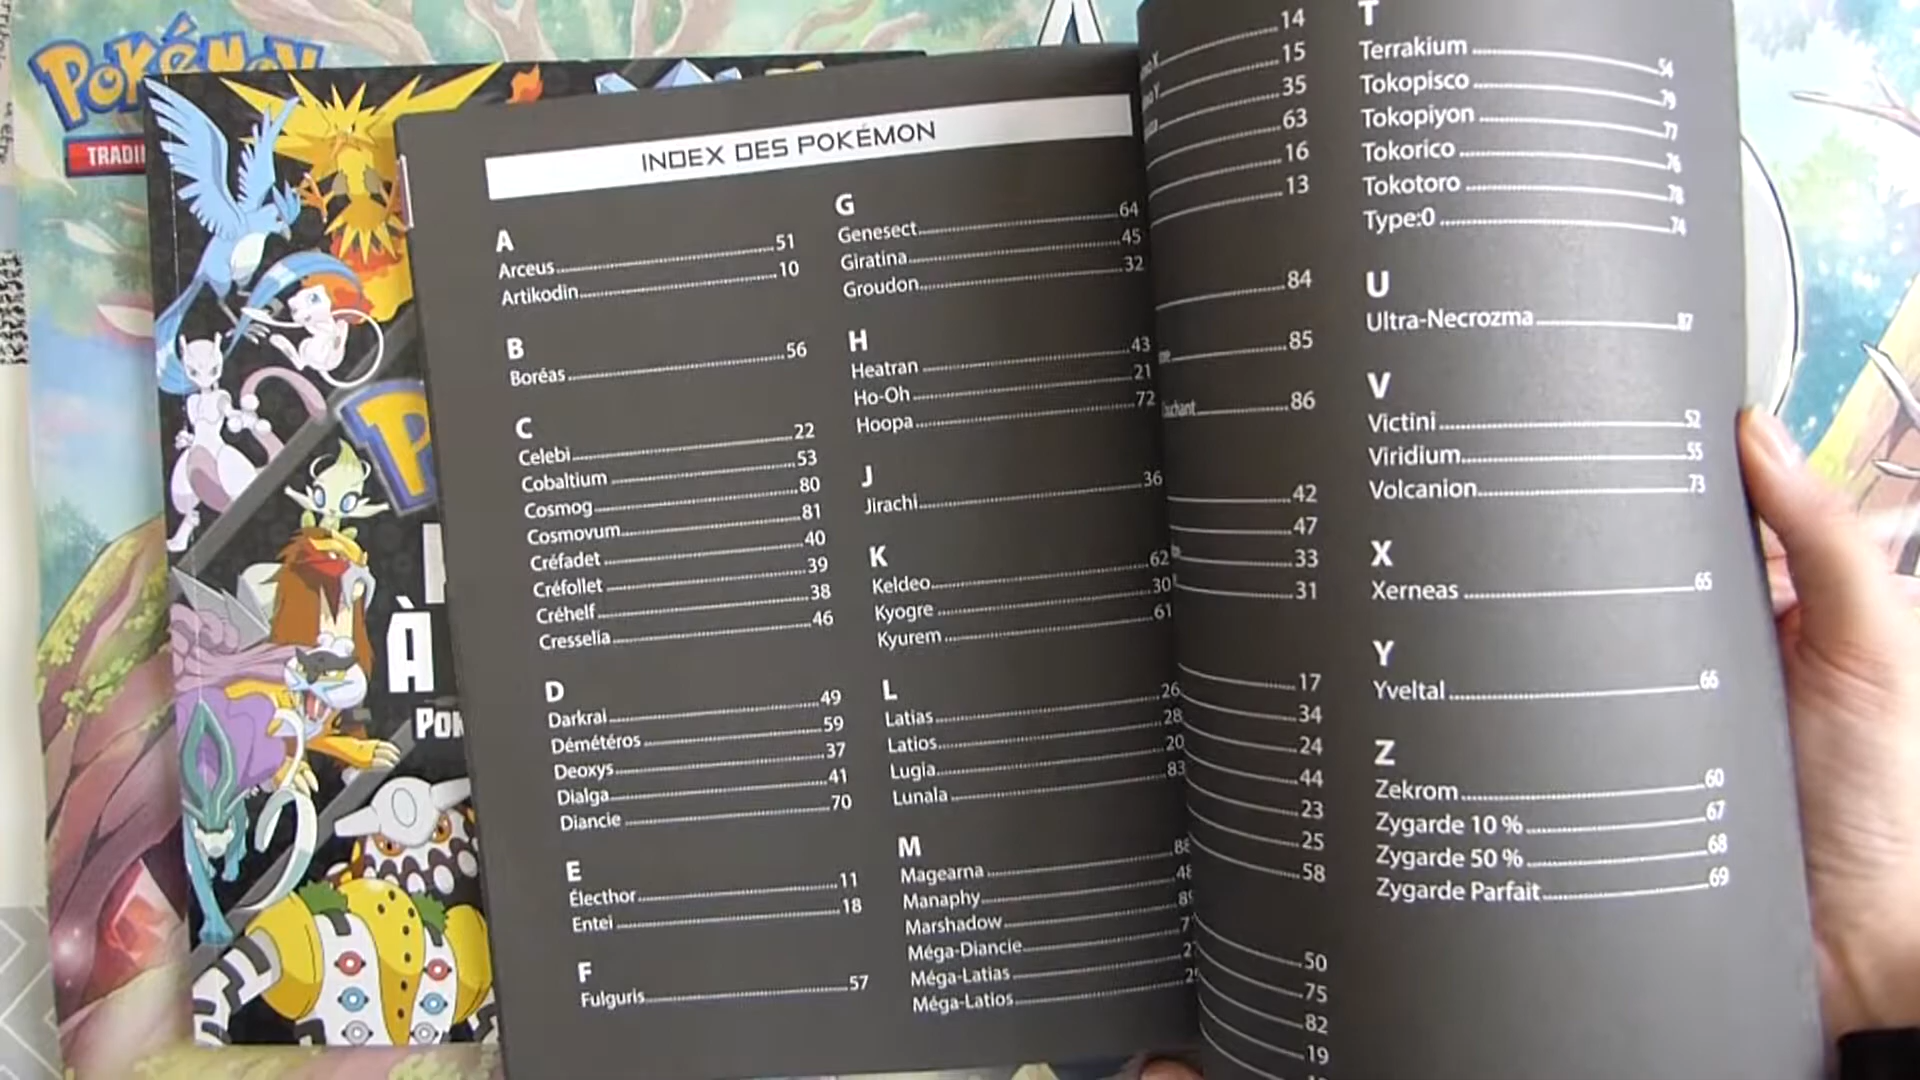 POKÉMON
TRADI
À
POK
INDEX DES POKÉMON
A
Arceus 51
Artikodin 10
B
Boréas 56
C
Celebi 22
Cobaltium 53
Cosmog 80
Cosmovum 81
Créfadet 40
Créfollet 39
Créhelf 38
Cresselia 46
D
Darkrai 49
Démétéros 59
Deoxys 37
Dialga 41
Diancie 70
E
Électhor 11
Entei 18
F
Fulguris 57
G
Genesect 64
Giratina 45
Groudon 32
H
Heatran 43
Ho-Oh 21
Hoopa 72
J
Jirachi 36
K
Keldeo 62
Kyogre 30
Kyurem 61
L
Latias 26
Latios 28
Lugia 20
Lunala 83
M
Magearna 88
Manaphy 48
Marshadow 89
Méga-Diancie
Méga-Latias
Méga-Latios
14
15
35
63
16
13
84
85
86
42
47
33
31
17
34
24
44
23
25
58
50
75
82
19
T
Terrakium 54
Tokopisco 79
Tokopiyon 77
Tokorico 76
Tokotoro 78
Type:0 74
U
Ultra-Necrozma 87
V
Victini 52
Viridium 55
Volcanion 73
X
Xerneas 65
Y
Yveltal 66
Z
Zekrom 60
Zygarde 10 % 67
Zygarde 50 % 68
Zygarde Parfait 69